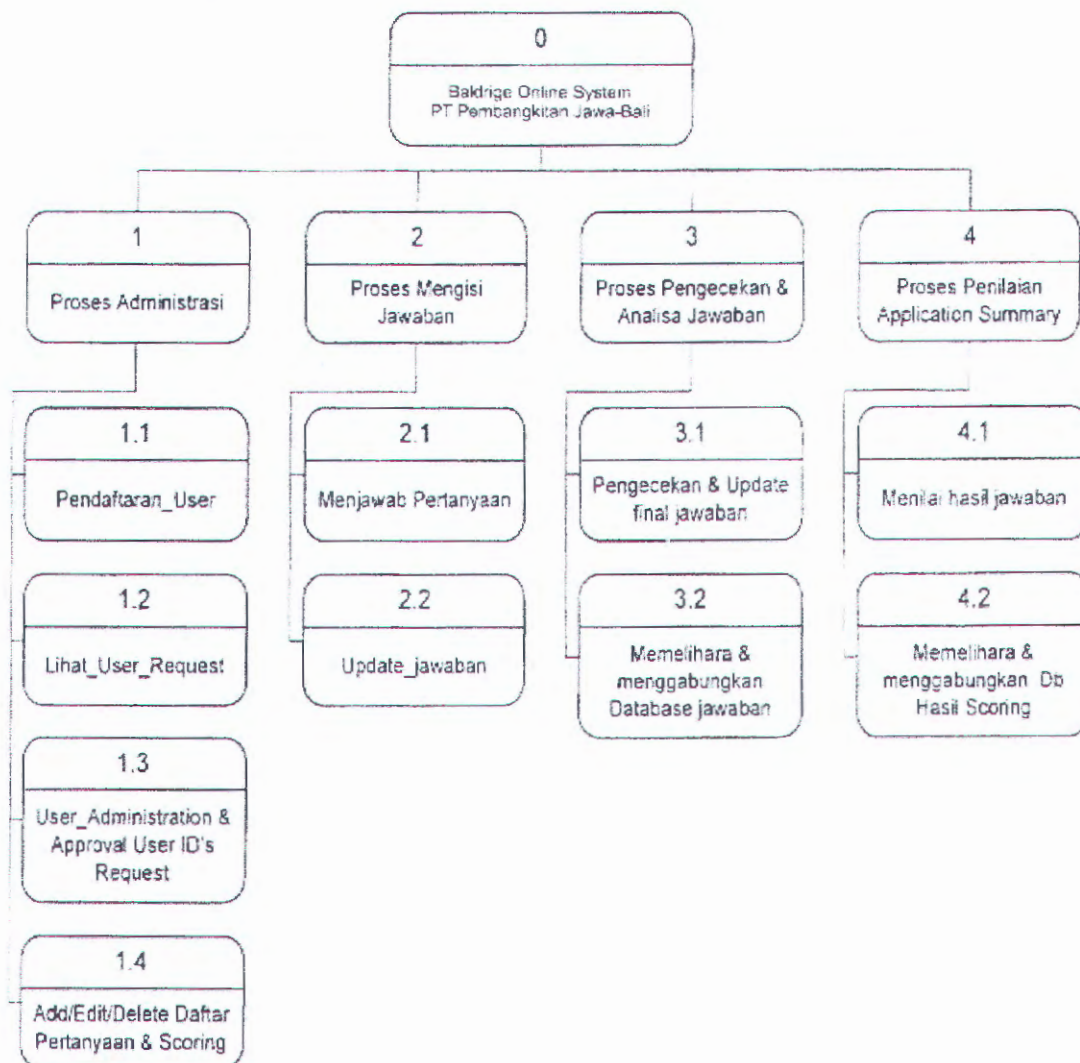 0
Baldrige Online System
PT Pembangkitan Jawa-Bali
1
Proses Administrasi
2
Proses Mengisi
Jawaban
3
Proses Pengecekan &
Analisa Jawaban
4
Proses Penilaian
Application Summary
1.1
Pendaftaran_User
2.1
Menjawab Pertanyaan
3.1
Pengecekan & Update
final jawaban
4.1
Menilai hasil jawaban
1.2
Lihat_User_Request
2.2
Update_jawaban
3.2
Memelihara &
menggabungkan
Database jawaban
4.2
Memelihara &
menggabungkan Db
Hasil Scoring
1.3
User_Administration &
Approval User ID's
Request
1.4
Add/Edit/Delete Daftar
Pertanyaan & Scoring